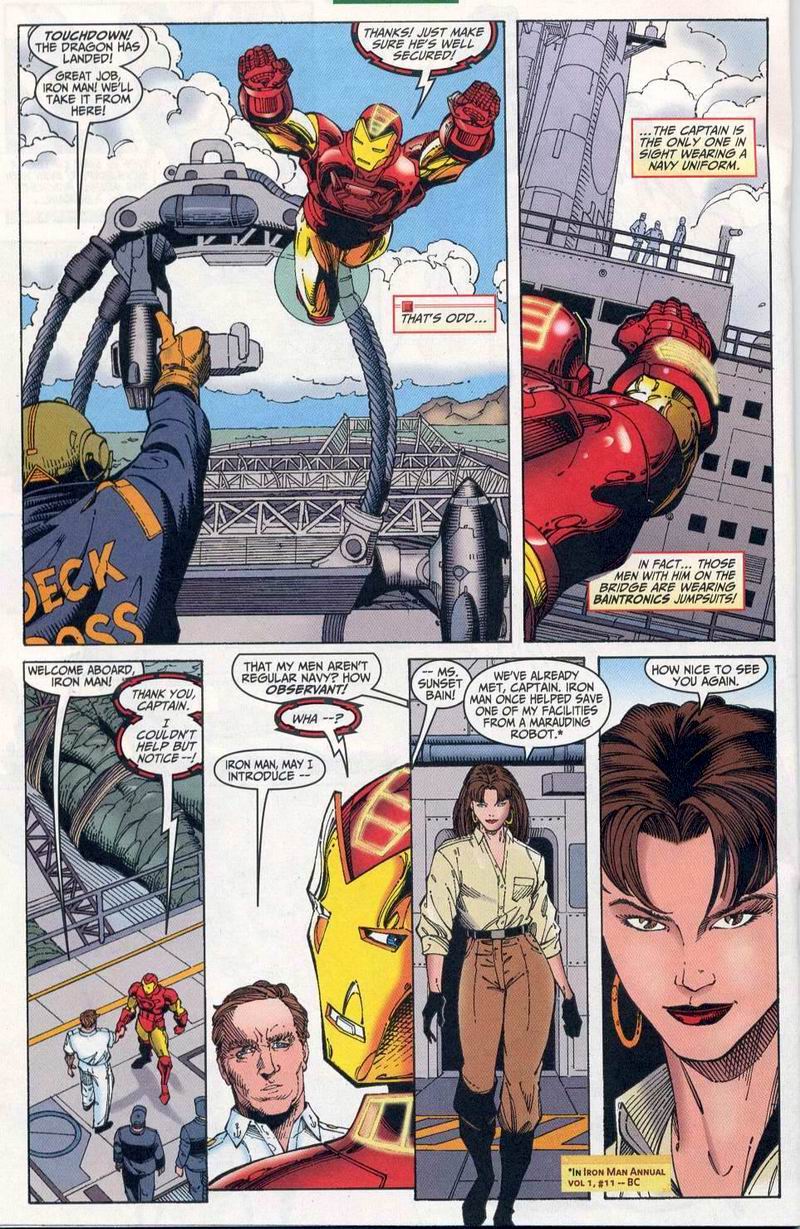 TOUCHDOWN!
THE DRAGON HAS
LANDED!
GREAT JOB,
IRON MAN! WE'LL
TAKE IT FROM
HERE!
THANKS! JUST MAKE
SURE HE'S WELL
SECURED!
THAT'S ODD...
DECK
BOSS
...THE CAPTAIN IS
THE ONLY ONE IN
SIGHT WEARING A
NAVY UNIFORM.
IN FACT... THOSE
MEN WITH HIM ON THE
BRIDGE ARE WEARING
BAINTRONICS JUMPSUITS!
WELCOME ABOARD,
IRON MAN!
THANK YOU,
CAPTAIN.
I
COULDN'T
HELP BUT
NOTICE --!
THAT MY MEN AREN'T
REGULAR NAVY? HOW
OBSERVANT!
WHA --?
IRON MAN, MAY I
INTRODUCE --
-- MS.
SUNSET
BAIN!
WE'VE ALREADY
MET, CAPTAIN. IRON
MAN ONCE HELPED SAVE
ONE OF MY FACILITIES
FROM A MARAUDING
ROBOT.*
*IN IRON MAN ANNUAL
VOL 1, #11 -- BC
HOW NICE TO SEE
YOU AGAIN.